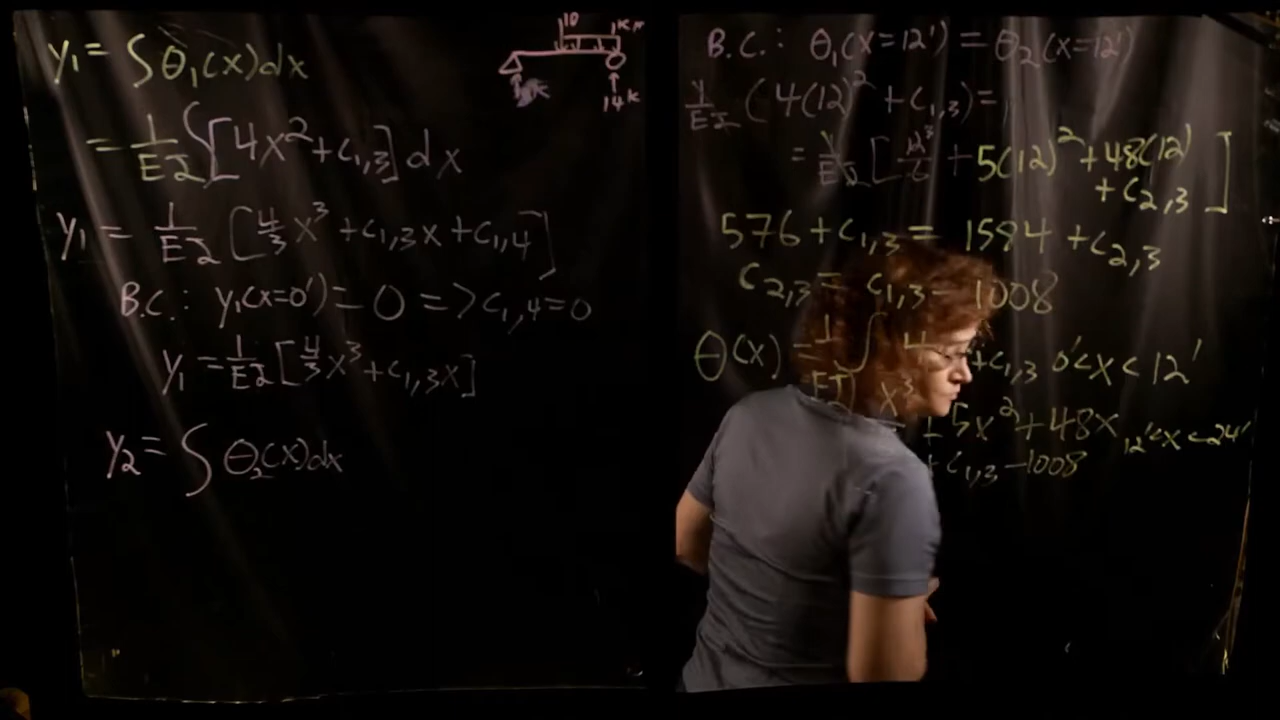 y₁ = ∫θ₁(x)dx
= 1/EI ∫[4x² + C₁,₃] dx
y₁ = 1/EI [4/3 x³ + C₁,₃x + C₁,₄]
B.C.: y₁(x=0') = 0 => C₁,₄ = 0
y₁ = 1/EI [4/3 x³ + C₁,₃x]
y₂ = ∫ θ₂(x)dx
10
14K
B.C.: θ₁(x=12') = θ₂(x=12')
1/EI (4(12)² + C₁,₃) =
= 1/EI [12³/6 + 5(12)² + 48(12)
+ C₂,₃]
576 + C₁,₃ = 1584 + C₂,₃
C₂,₃ = C₁,₃ - 1008
θ(x) = 1/EI { 4 + C₁,₃ 0'<x<12'
x³ + 5x² + 48x 12'<x<24'
+ C₁,₃ - 1008